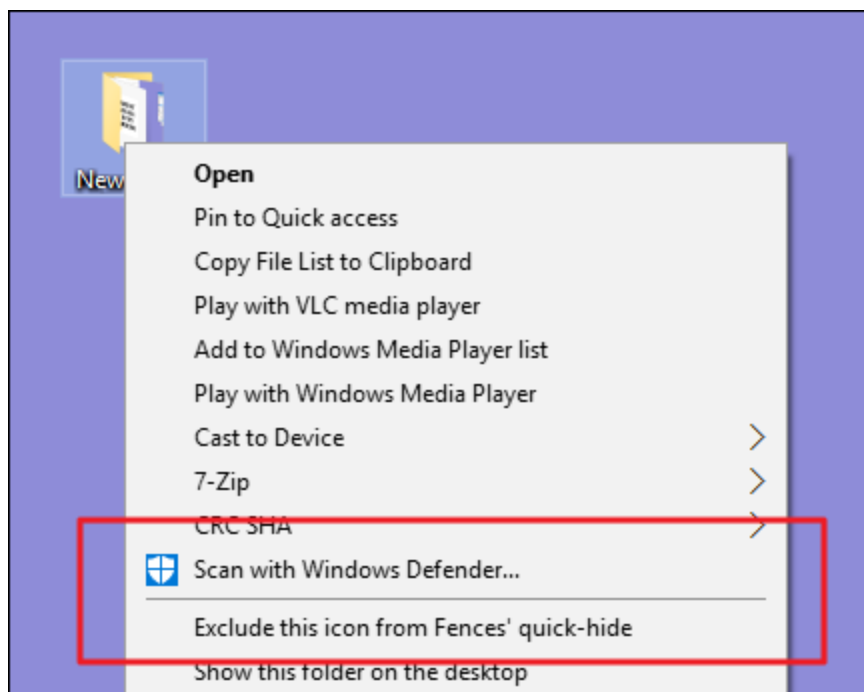 New
Open
Pin to Quick access
Copy File List to Clipboard
Play with VLC media player
Add to Windows Media Player list
Play with Windows Media Player
Cast to Device
7-Zip
CRC SHA
Scan with Windows Defender...
Exclude this icon from Fences' quick-hide
Show this folder on the desktop